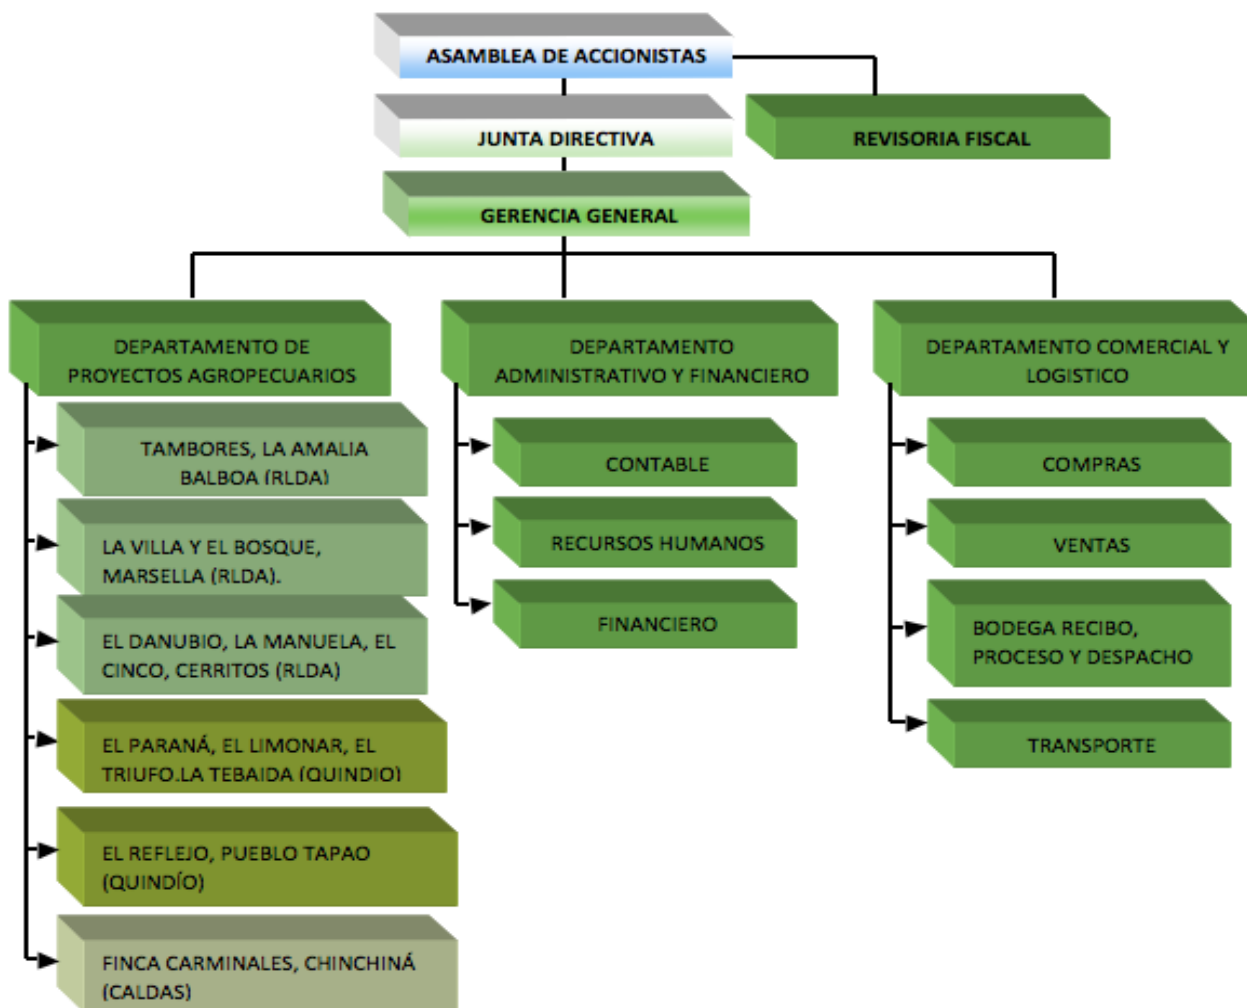 ASAMBLEA DE ACCIONISTAS
JUNTA DIRECTIVA
REVISORIA FISCAL
GERENCIA GENERAL
DEPARTAMENTO DE
PROYECTOS AGROPECUARIOS
TAMBORES, LA AMALIA
BALBOA (RLDA)
LA VILLA Y EL BOSQUE,
MARSELLA (RLDA).
EL DANUBIO, LA MANUELA, EL
CINCO, CERRITOS (RLDA)
EL PARANÁ, EL LIMONAR, EL
TRIUFO.LA TEBAIDA (QUINDIO)
EL REFLEJO, PUEBLO TAPAO
(QUINDÍO)
FINCA CARMINALES, CHINCHINÁ
(CALDAS)
DEPARTAMENTO
ADMINISTRATIVO Y FINANCIERO
CONTABLE
RECURSOS HUMANOS
FINANCIERO
DEPARTAMENTO COMERCIAL Y
LOGISTICO
COMPRAS
VENTAS
BODEGA RECIBO,
PROCESO Y DESPACHO
TRANSPORTE